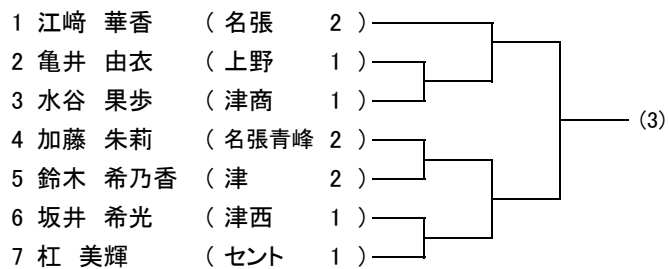 1 江﨑 華香 ( 名張 2 )
2 亀井 由衣 ( 上野 1 )
3 水谷 果歩 ( 津商 1 )
(3)
4 加藤 朱莉 ( 名張青峰 2 )
5 鈴木 希乃香 ( 津 2 )
6 坂井 希光 ( 津西 1 )
7 杠 美輝 ( セント 1 )